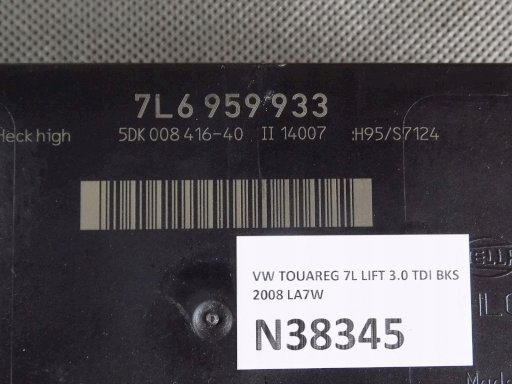 7L6 959 933
Heck high 5DK 008 416-40 II 14007 :H95/S7124
VW TOUAREG 7L LIFT 3.0 TDI BKS
2008 LA7W
N38345
Made